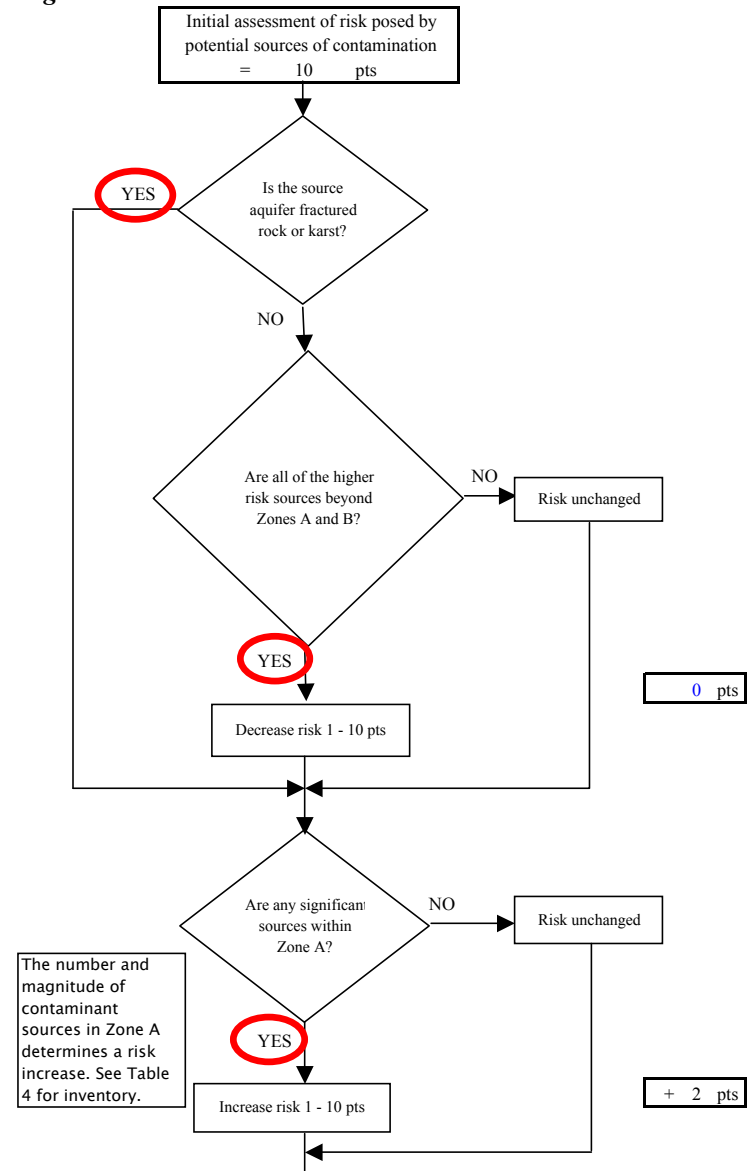 Initial assessment of risk posed by
potential sources of contamination
= 10 pts
YES
Is the source
aquifer fractured
rock or karst?
NO
Are all of the higher
risk sources beyond
Zones A and B?
NO
Risk unchanged
YES
0 pts
Decrease risk 1 - 10 pts
Are any significant
sources within
Zone A?
NO
Risk unchanged
The number and
magnitude of
contaminant
sources in Zone A
determines a risk
increase. See Table
4 for inventory.
YES
Increase risk 1 - 10 pts
+ 2 pts